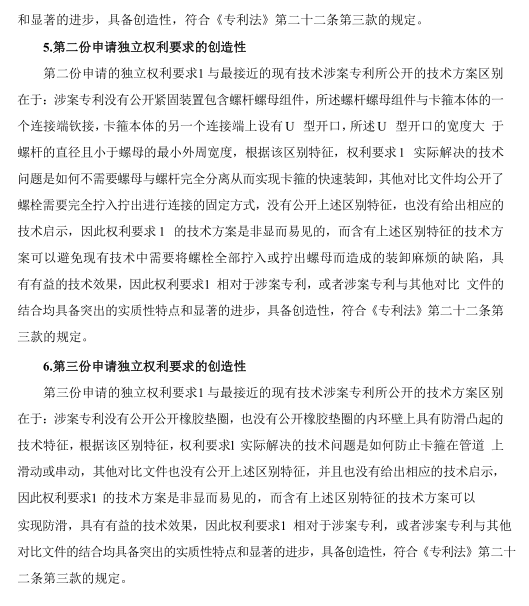 和显著的进步，具备创造性，符合《专利法》第二十二条第三款的规定。
5.第二份申请独立权利要求的创造性
第二份申请的独立权利要求1 与最接近的现有技术涉案专利所公开的技术方案区别
在于：涉案专利没有公开紧固装置包含螺杆螺母组件，所述螺杆螺母组件与卡箍本体的一
个连接端钦接，卡箍本体的另一个连接端上设有 U 型开口，所述 U 型开口的宽度大 于
螺杆的直径且小于螺母的最小外周宽度，根据该区别特征，权利要求 1 实际解决的技术
问题是如何不需要螺母与螺杆完全分离从而实现卡箍的快速装卸，其他对比文件均公开了
螺栓需要完全拧入拧出进行连接的固定方式，没有公开上述区别特征，也没有给出相应的
技术启示，因此权利要求 1 的技术方案是非显而易见的，而含有上述区别特征的技术方
案可以避免现有技术中需要将螺栓全部拧入或拧出螺母而造成的装卸麻烦的缺 陷，具
有有益的技术效果，因此权利要求1 相对于涉案专利，或者涉案专利与其他对比 文件的
结合均具备突出的实质性特点和显著的进步，具备创造性，符合《专利法》第二十二条第
三款的规定。
6.第三份申请独立权利要求的创造性
第三份申请的独立权利要求1 与最接近的现有技术涉案专利所公开的技术方案区别
在于：涉案专利没有公开公开橡胶垫圈，也没有公开橡胶垫圈的内环壁上具有防滑凸起的
技术特征，根据该区别特征，权利要求1 实际解决的技术问题是如何防止卡箍在管道 上
滑动或串动，其他对比文件也没有公开上述区别特征，并且也没有给出相应的技术启示，
因此权利要求1 的技术方案是非显而易见的，而含有上述区别特征的技术方案可以
实现防滑，具有有益的技术效果，因此权利要求1 相对于涉案专利，或者涉案专利与其他
对比文件的结合均具备突出的实质性特点和显著的进步，具备创造性，符合《专利法》第二十
二条第三款的规定。